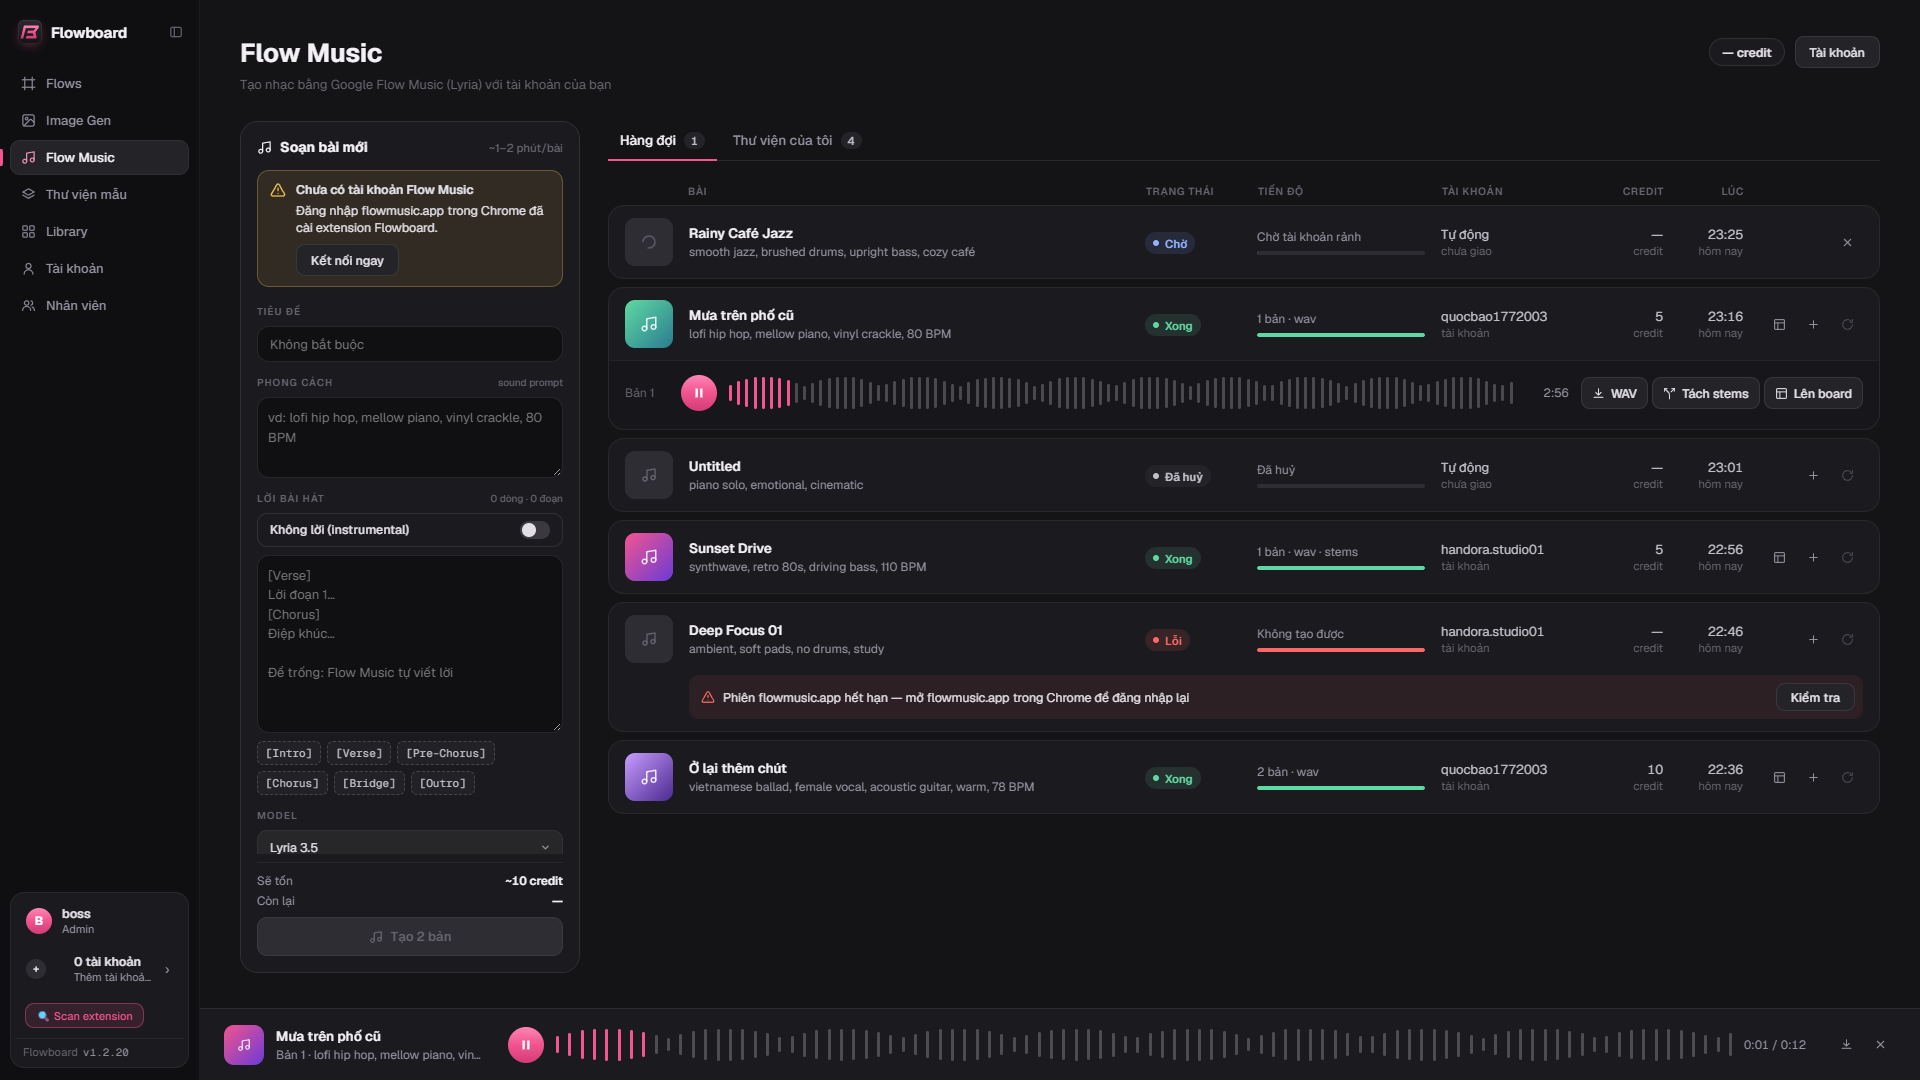 Flowboard
Flows
Image Gen
Flow Music
Thư viện mẫu
Library
Tài khoản
Nhân viên
B
boss
Admin
+
0 tài khoản
Thêm tài khoả...
›
Scan extension
Flowboard v1.2.20
Flow Music
Tạo nhạc bằng Google Flow Music (Lyria) với tài khoản của bạn
— credit
Tài khoản
Soạn bài mới
~1–2 phút/bài
Chưa có tài khoản Flow Music
Đăng nhập flowmusic.app trong Chrome đã
cài extension Flowboard.
Kết nối ngay
TIÊU ĐỀ
Không bắt buộc
PHONG CÁCH
sound prompt
vd: lofi hip hop, mellow piano, vinyl crackle, 80
BPM
LỜI BÀI HÁT
0 dòng · 0 đoạn
Không lời (instrumental)
[Verse]
Lời đoạn 1...
[Chorus]
Điệp khúc...
Để trống: Flow Music tự viết lời
[Intro] [Verse] [Pre-Chorus]
[Chorus] [Bridge] [Outro]
MODEL
Lyria 3.5
Sẽ tốn
~10 credit
Còn lại
—
Tạo 2 bản
Hàng đợi 1
Thư viện của tôi 4
BÀI
TRẠNG THÁI
TIẾN ĐỘ
TÀI KHOẢN
CREDIT
LÚC
Rainy Café Jazz
smooth jazz, brushed drums, upright bass, cozy café
Chờ
Chờ tài khoản rảnh
Tự động
chưa giao
—
credit
23:25
hôm nay
Mưa trên phố cũ
lofi hip hop, mellow piano, vinyl crackle, 80 BPM
Xong
1 bản · wav
quocbao1772003
tài khoản
5
credit
23:16
hôm nay
Bản 1
2:56
WAV
Tách stems
Lên board
Untitled
piano solo, emotional, cinematic
Đã huỷ
Đã huỷ
Tự động
chưa giao
—
credit
23:01
hôm nay
Sunset Drive
synthwave, retro 80s, driving bass, 110 BPM
Xong
1 bản · wav · stems
handora.studio01
tài khoản
5
credit
22:56
hôm nay
Deep Focus 01
ambient, soft pads, no drums, study
Lỗi
Không tạo được
handora.studio01
tài khoản
—
credit
22:46
hôm nay
Phiên flowmusic.app hết hạn — mở flowmusic.app trong Chrome để đăng nhập lại
Kiểm tra
Ở lại thêm chút
vietnamese ballad, female vocal, acoustic guitar, warm, 78 BPM
Xong
2 bản · wav
quocbao1772003
tài khoản
10
credit
22:36
hôm nay
Mưa trên phố cũ
Bản 1 · lofi hip hop, mellow piano, vin...
0:01 / 0:12